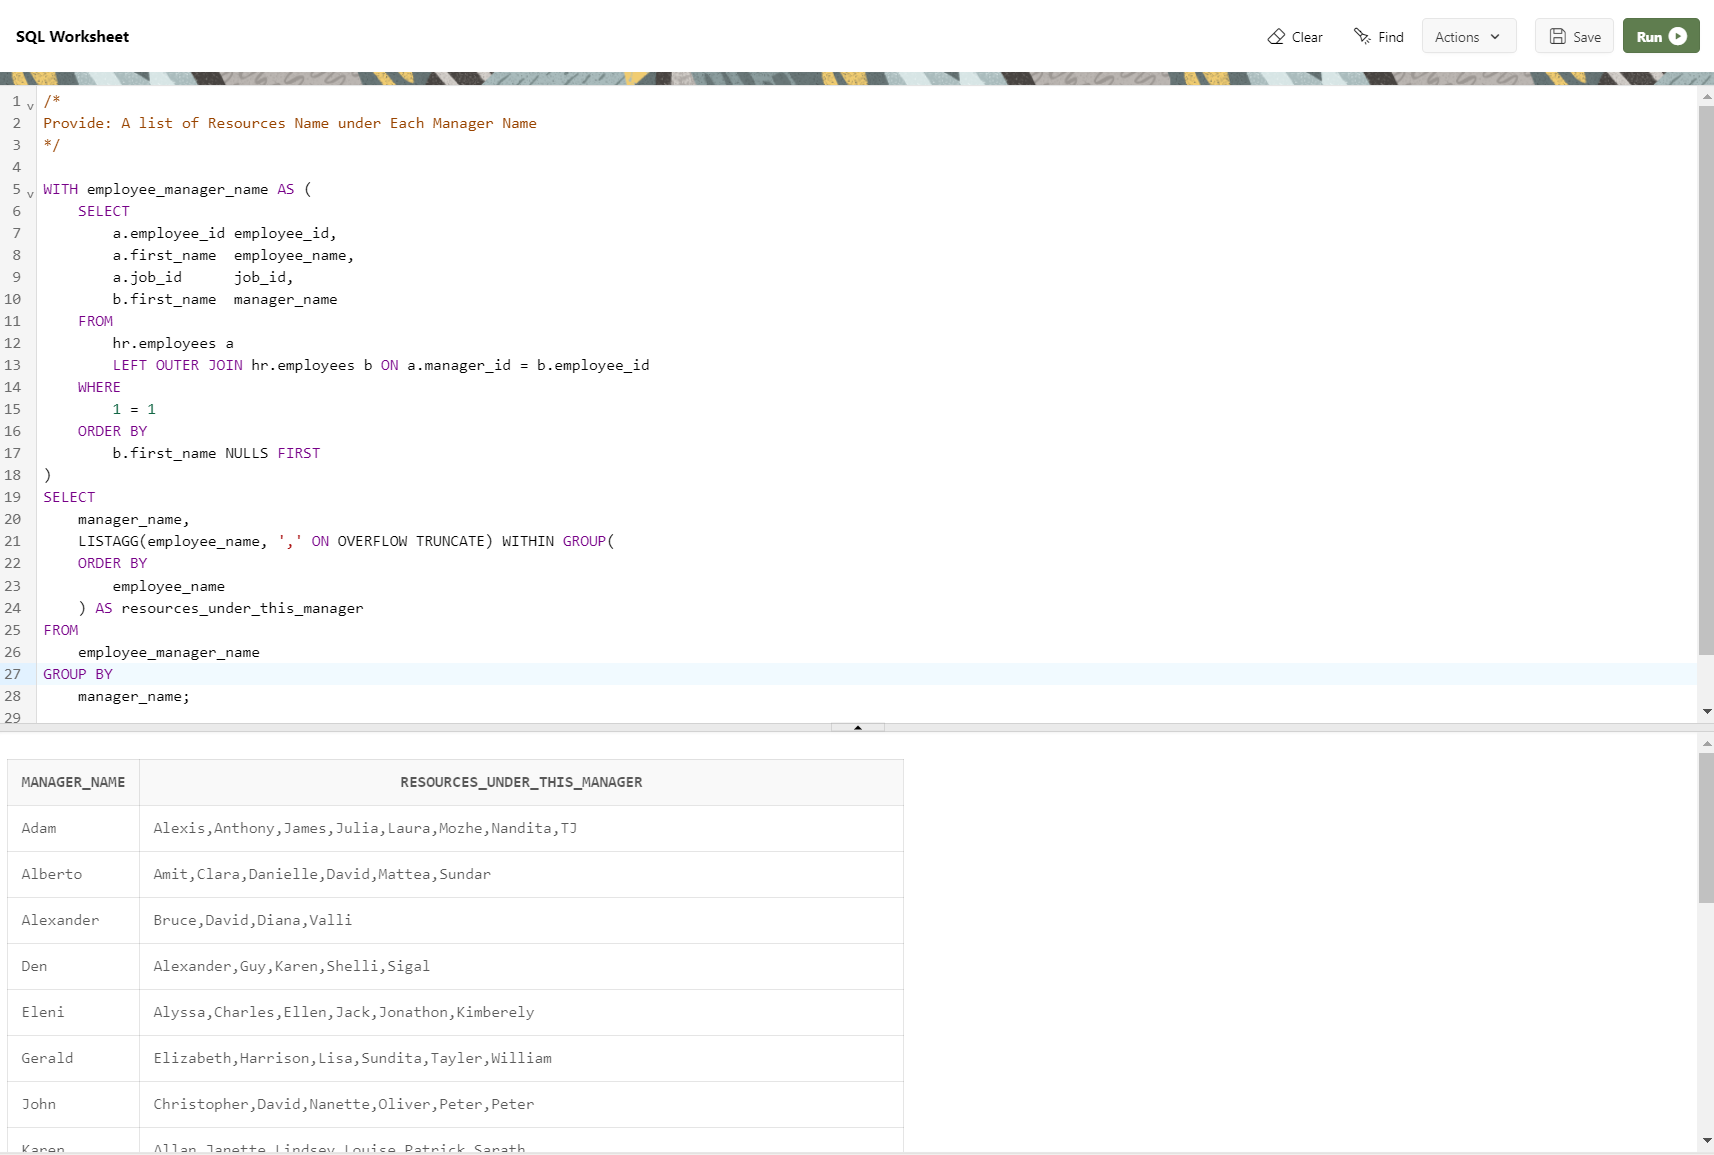 SQL Worksheet
Clear
Find
Actions
Save
Run
1 /*
2 Provide: A list of Resources Name under Each Manager Name
3 */
4
5 WITH employee_manager_name AS (
6     SELECT
7         a.employee_id employee_id,
8         a.first_name  employee_name,
9         a.job_id      job_id,
10         b.first_name  manager_name
11     FROM
12         hr.employees a
13         LEFT OUTER JOIN hr.employees b ON a.manager_id = b.employee_id
14     WHERE
15         1 = 1
16     ORDER BY
17         b.first_name NULLS FIRST
18 )
19 SELECT
20     manager_name,
21     LISTAGG(employee_name, ',' ON OVERFLOW TRUNCATE) WITHIN GROUP(
22     ORDER BY
23         employee_name
24     ) AS resources_under_this_manager
25 FROM
26     employee_manager_name
27 GROUP BY
28     manager_name;
29
MANAGER_NAME RESOURCES_UNDER_THIS_MANAGER
Adam Alexis,Anthony,James,Julia,Laura,Mozhe,Nandita,TJ
Alberto Amit,Clara,Danielle,David,Mattea,Sundar
Alexander Bruce,David,Diana,Valli
Den Alexander,Guy,Karen,Shelli,Sigal
Eleni Alyssa,Charles,Ellen,Jack,Jonathon,Kimberely
Gerald Elizabeth,Harrison,Lisa,Sundita,Tayler,William
John Christopher,David,Nanette,Oliver,Peter,Peter
Karen Allan,Janette,Lindsey,Louise,Patrick,Sarath